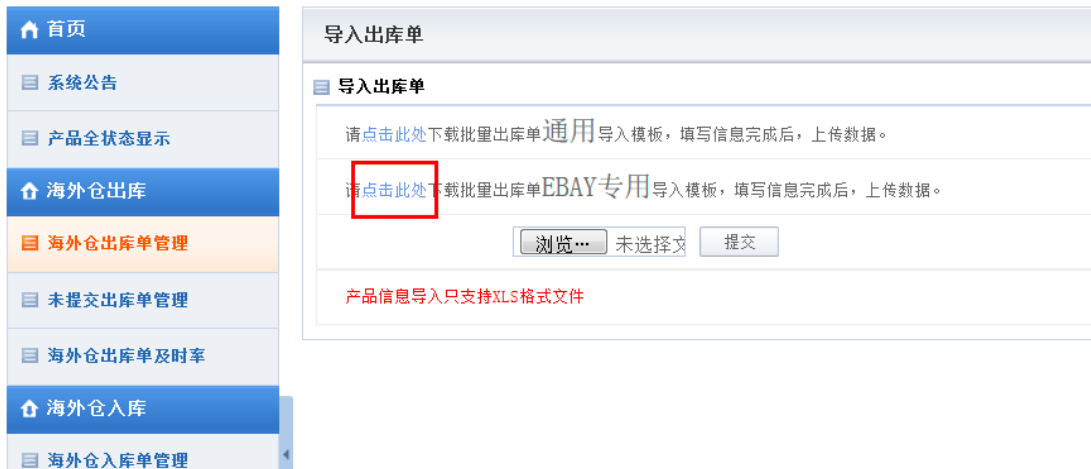 首页
系统公告
产品全状态显示
海外仓出库
海外仓出库单管理
未提交出库单管理
海外仓出库单及时率
海外仓入库
海外仓入库单管理
导入出库单
导入出库单
请点击此处下载批量出库单通用导入模板，填写信息完成后，上传数据。
请点击此处下载批量出库单EBAY专用导入模板，填写信息完成后，上传数据。
浏览… 未选择文 提交
产品信息导入只支持XLS格式文件